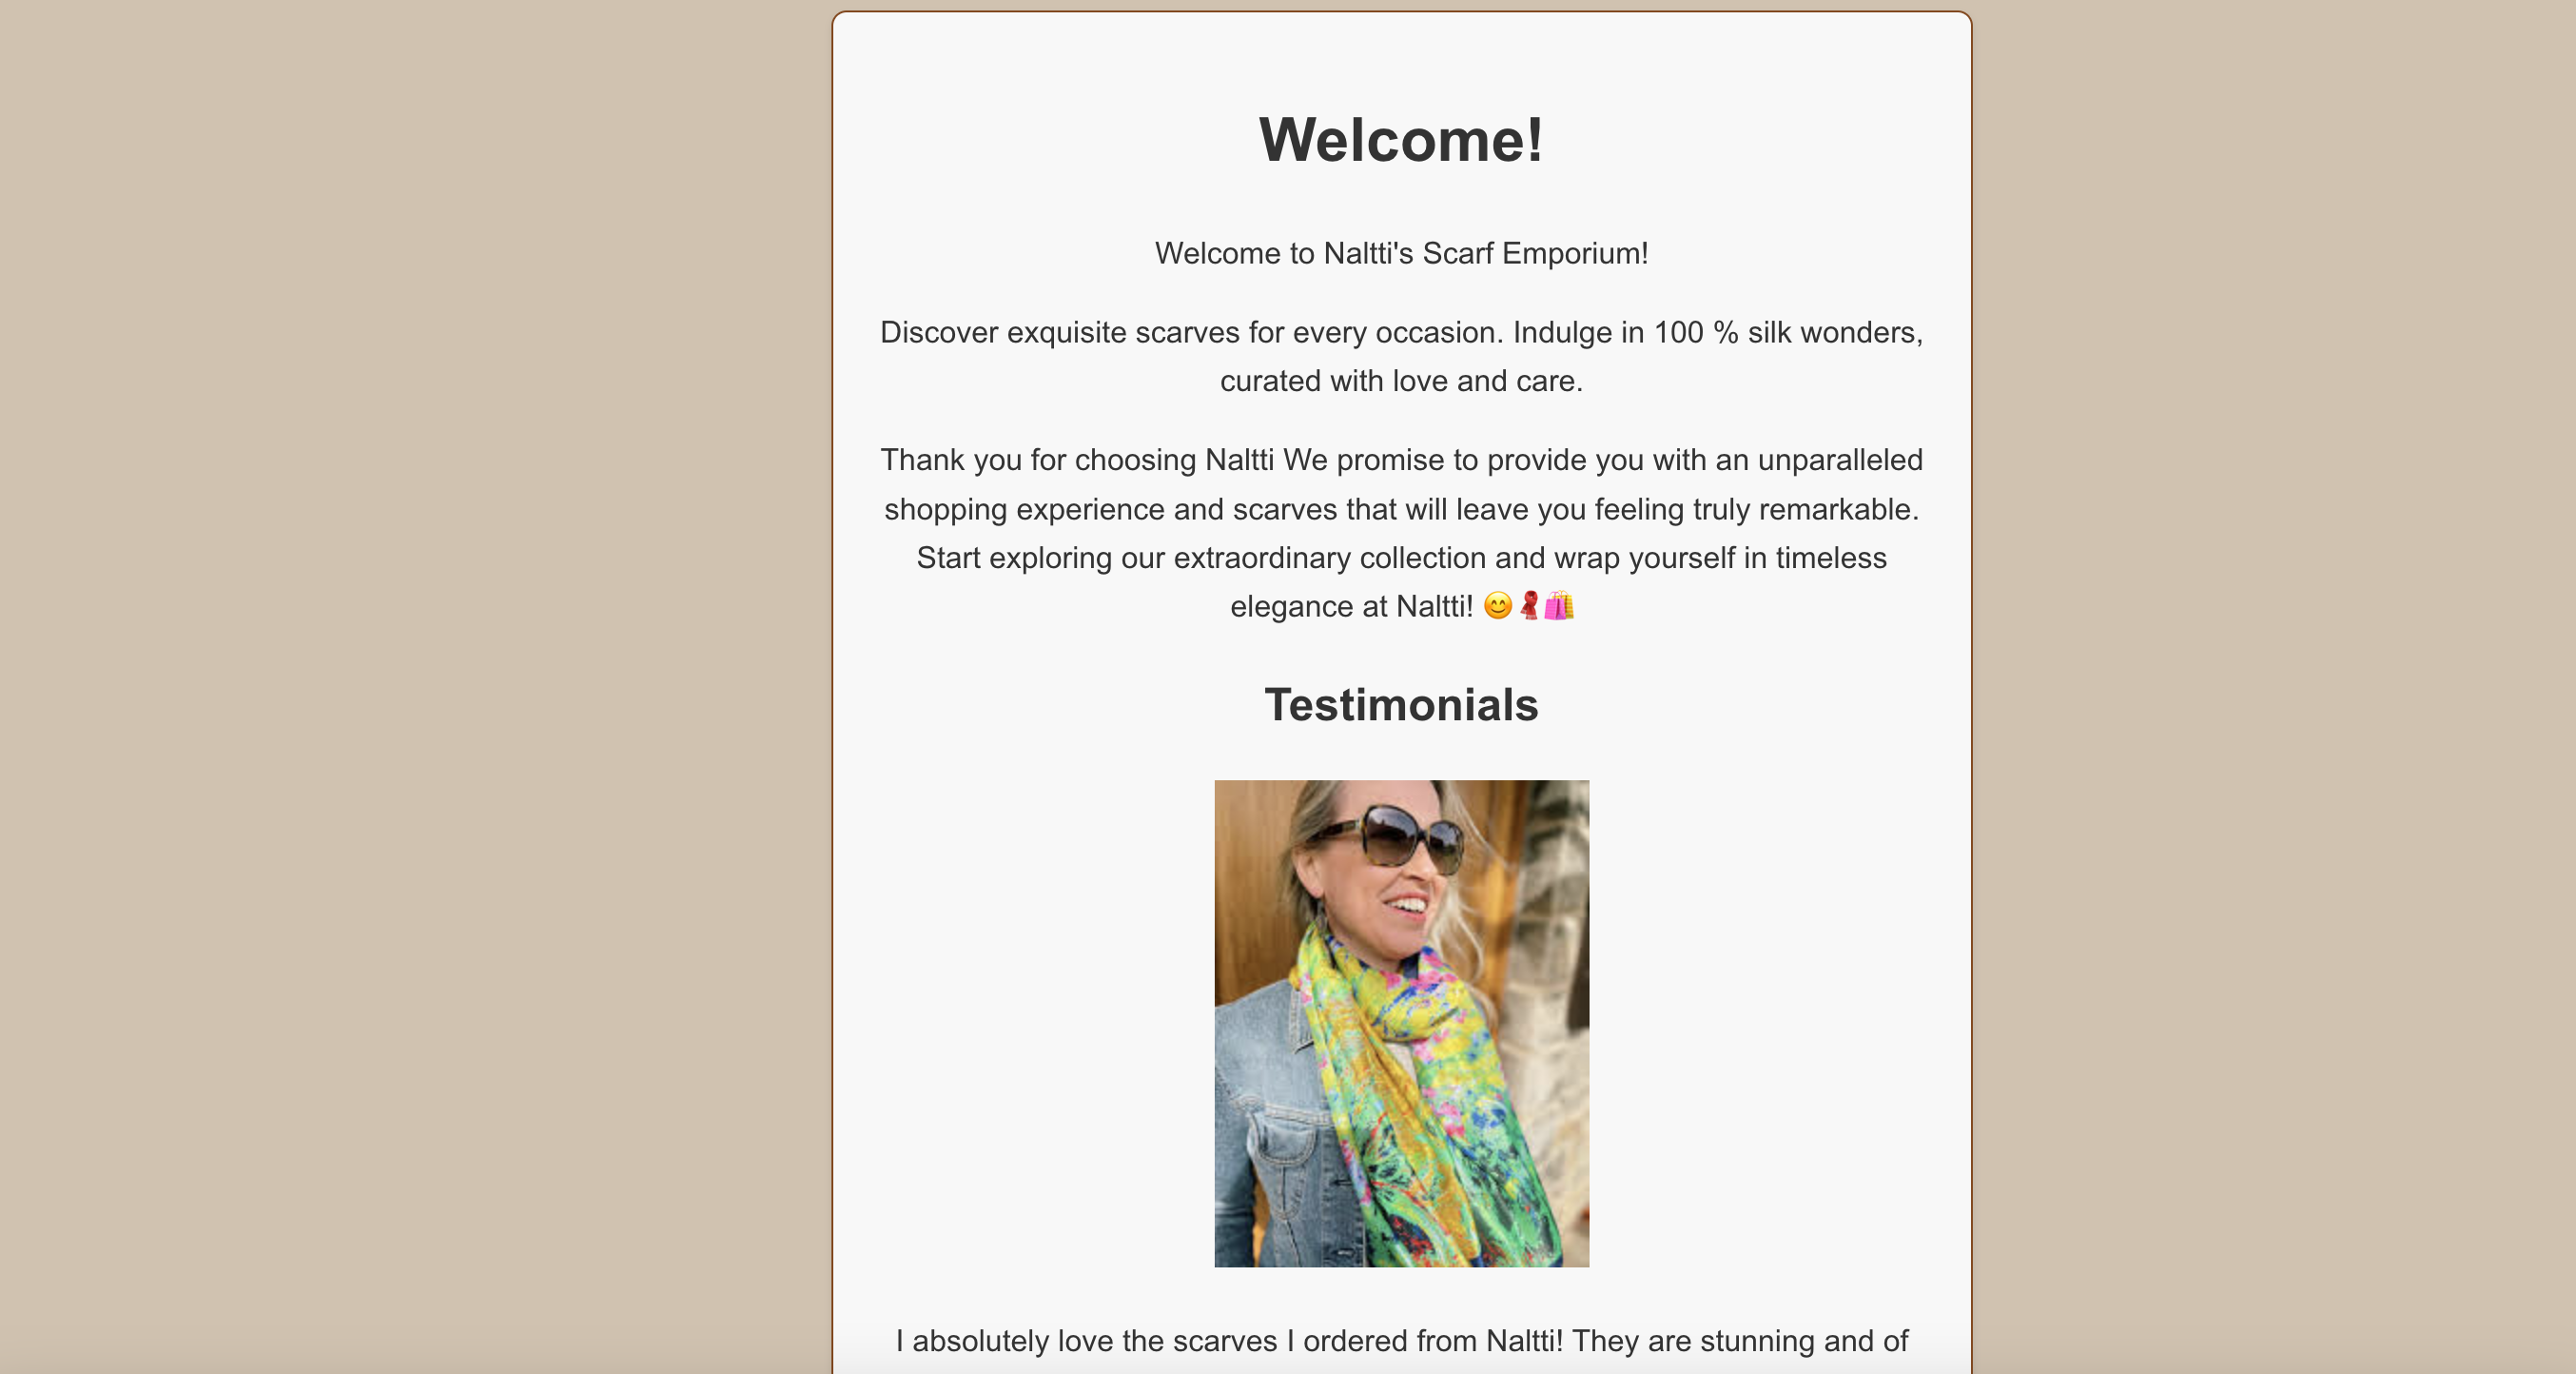 Welcome!
Welcome to Naltti's Scarf Emporium!
Discover exquisite scarves for every occasion. Indulge in 100 % silk wonders,
curated with love and care.
Thank you for choosing Naltti We promise to provide you with an unparalleled
shopping experience and scarves that will leave you feeling truly remarkable.
Start exploring our extraordinary collection and wrap yourself in timeless
elegance at Naltti! 😊🧣🛍️
Testimonials
I absolutely love the scarves I ordered from Naltti! They are stunning and of